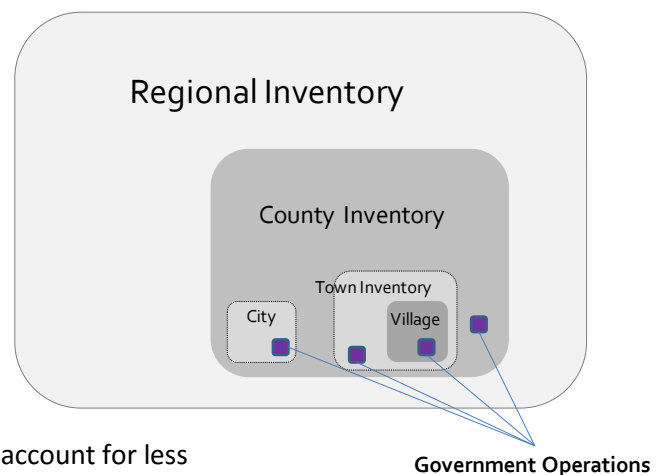 Regional Inventory
County Inventory
Town Inventory
City
Village
account for less
Government Operations